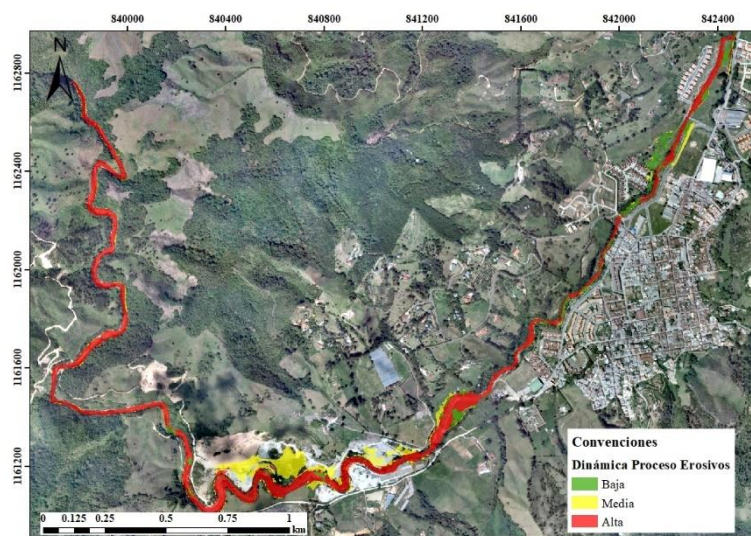 840000 840400 840800 841200 841600 842000 842400
N
1162800
1162400
1162000
1161600
1161200
Convenciones
Dinámica Proceso Erosivos
Baja
Media
Alta
0 0.125 0.25 0.5 0.75 1
km